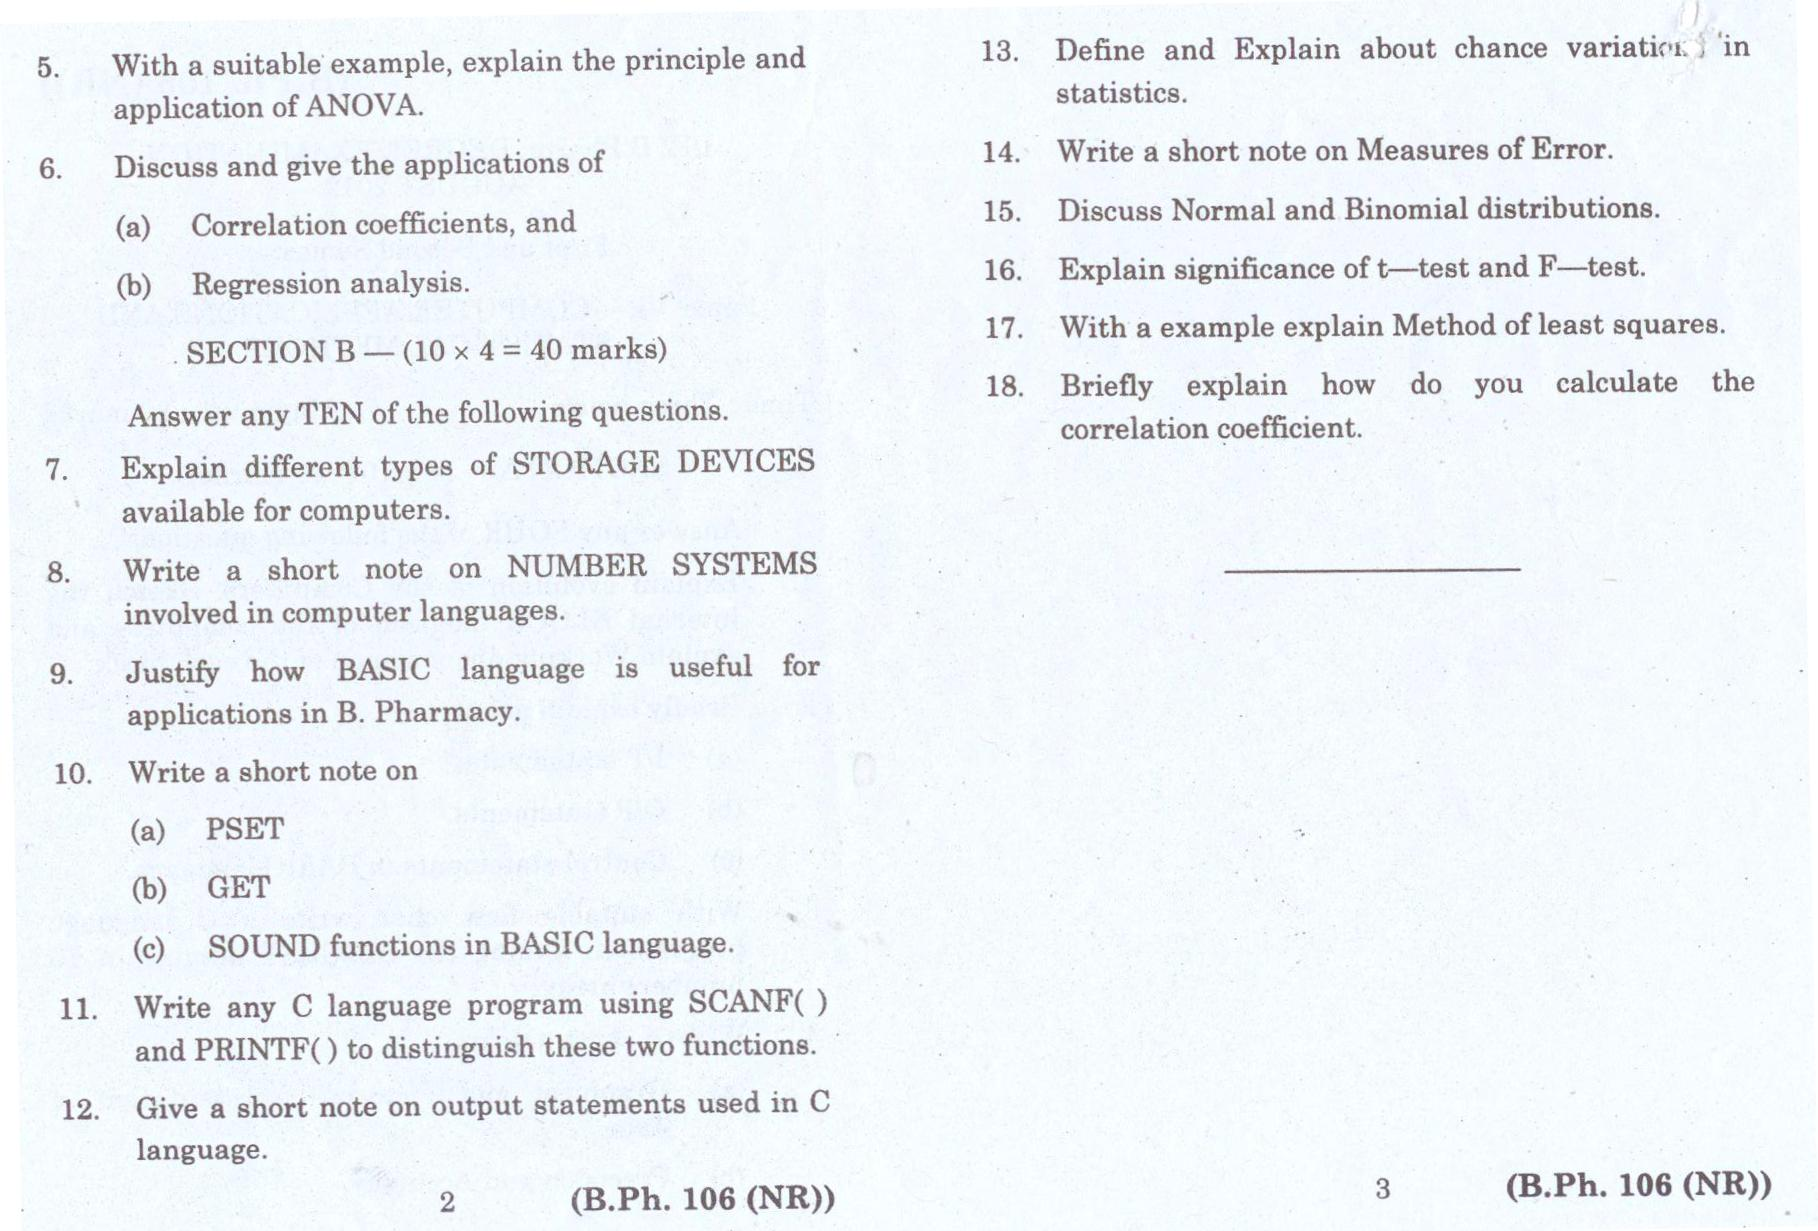 5. With a suitable example, explain the principle and
application of ANOVA.
6. Discuss and give the applications of
(a) Correlation coefficients, and
(b) Regression analysis.
SECTION B — (10 × 4 = 40 marks)
Answer any TEN of the following questions.
7. Explain different types of STORAGE DEVICES
available for computers.
8. Write a short note on NUMBER SYSTEMS
involved in computer languages.
9. Justify how BASIC language is useful for
applications in B. Pharmacy.
10. Write a short note on
(a) PSET
(b) GET
(c) SOUND functions in BASIC language.
11. Write any C language program using SCANF( )
and PRINTF( ) to distinguish these two functions.
12. Give a short note on output statements used in C
language.
2 (B.Ph. 106 (NR))
13. Define and Explain about chance in
statistics.
14. Write a short note on Measures of Error.
15. Discuss Normal and Binomial distributions.
16. Explain significance of t—test and F—test.
17. With a example explain Method of least squares.
18. Briefly explain how do you calculate the
correlation coefficient.
3 (B.Ph. 106 (NR))